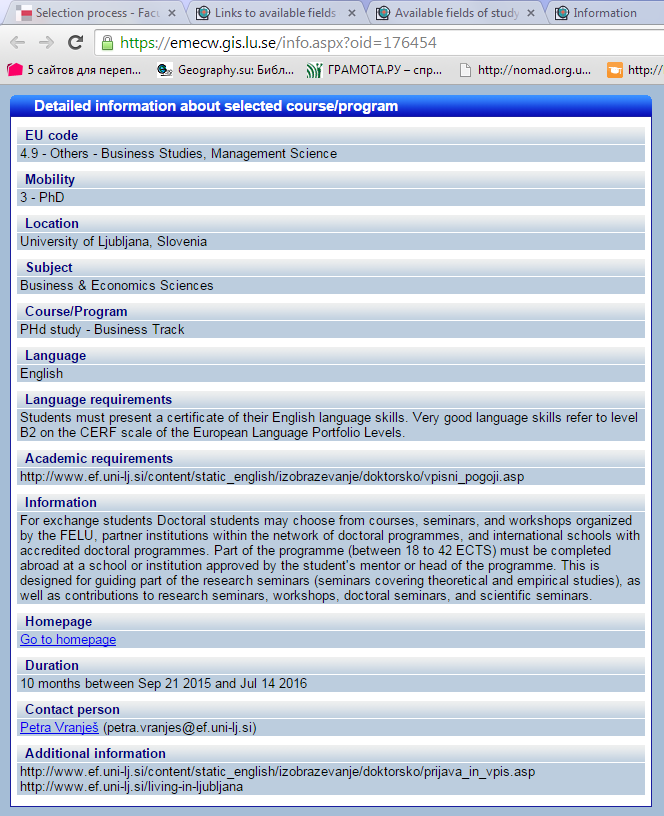 Selection process - Facu
Links to available fields
Available fields of study
Information
https://emecw.gis.lu.se/info.aspx?oid=176454
5 сайтов для переп...
Geography.su: Библ...
ГРАМОТА.РУ – спр...
http://nomad.org.u...
http://
Detailed information about selected course/program
EU code
4.9 - Others - Business Studies, Management Science
Mobility
3 - PhD
Location
University of Ljubljana, Slovenia
Subject
Business & Economics Sciences
Course/Program
PHd study - Business Track
Language
English
Language requirements
Students must present a certificate of their English language skills. Very good language skills refer to level
B2 on the CERF scale of the European Language Portfolio Levels.
Academic requirements
http://www.ef.uni-lj.si/content/static_english/izobrazevanje/doktorsko/vpisni_pogoji.asp
Information
For exchange students Doctoral students may choose from courses, seminars, and workshops organized
by the FELU, partner institutions within the network of doctoral programmes, and international schools with
accredited doctoral programmes. Part of the programme (between 18 to 42 ECTS) must be completed
abroad at a school or institution approved by the student's mentor or head of the programme. This is
designed for guiding part of the research seminars (seminars covering theoretical and empirical studies), as
well as contributions to research seminars, workshops, doctoral seminars, and scientific seminars.
Homepage
Go to homepage
Duration
10 months between Sep 21 2015 and Jul 14 2016
Contact person
Petra Vranješ (petra.vranjes@ef.uni-lj.si)
Additional information
http://www.ef.uni-lj.si/content/static_english/izobrazevanje/doktorsko/prijava_in_vpis.asp
http://www.ef.uni-lj.si/living-in-ljubljana